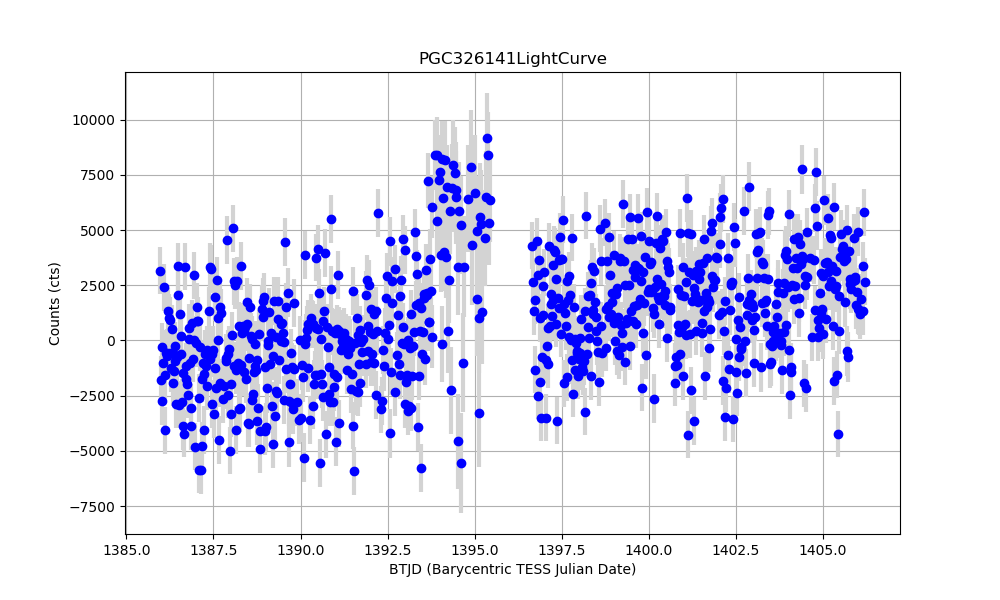 PGC326141LightCurve
Counts (cts)
10000
7500
5000
2500
0
−2500
−5000
−7500
1385.0 1387.5 1390.0 1392.5 1395.0 1397.5 1400.0 1402.5 1405.0
BTJD (Barycentric TESS Julian Date)